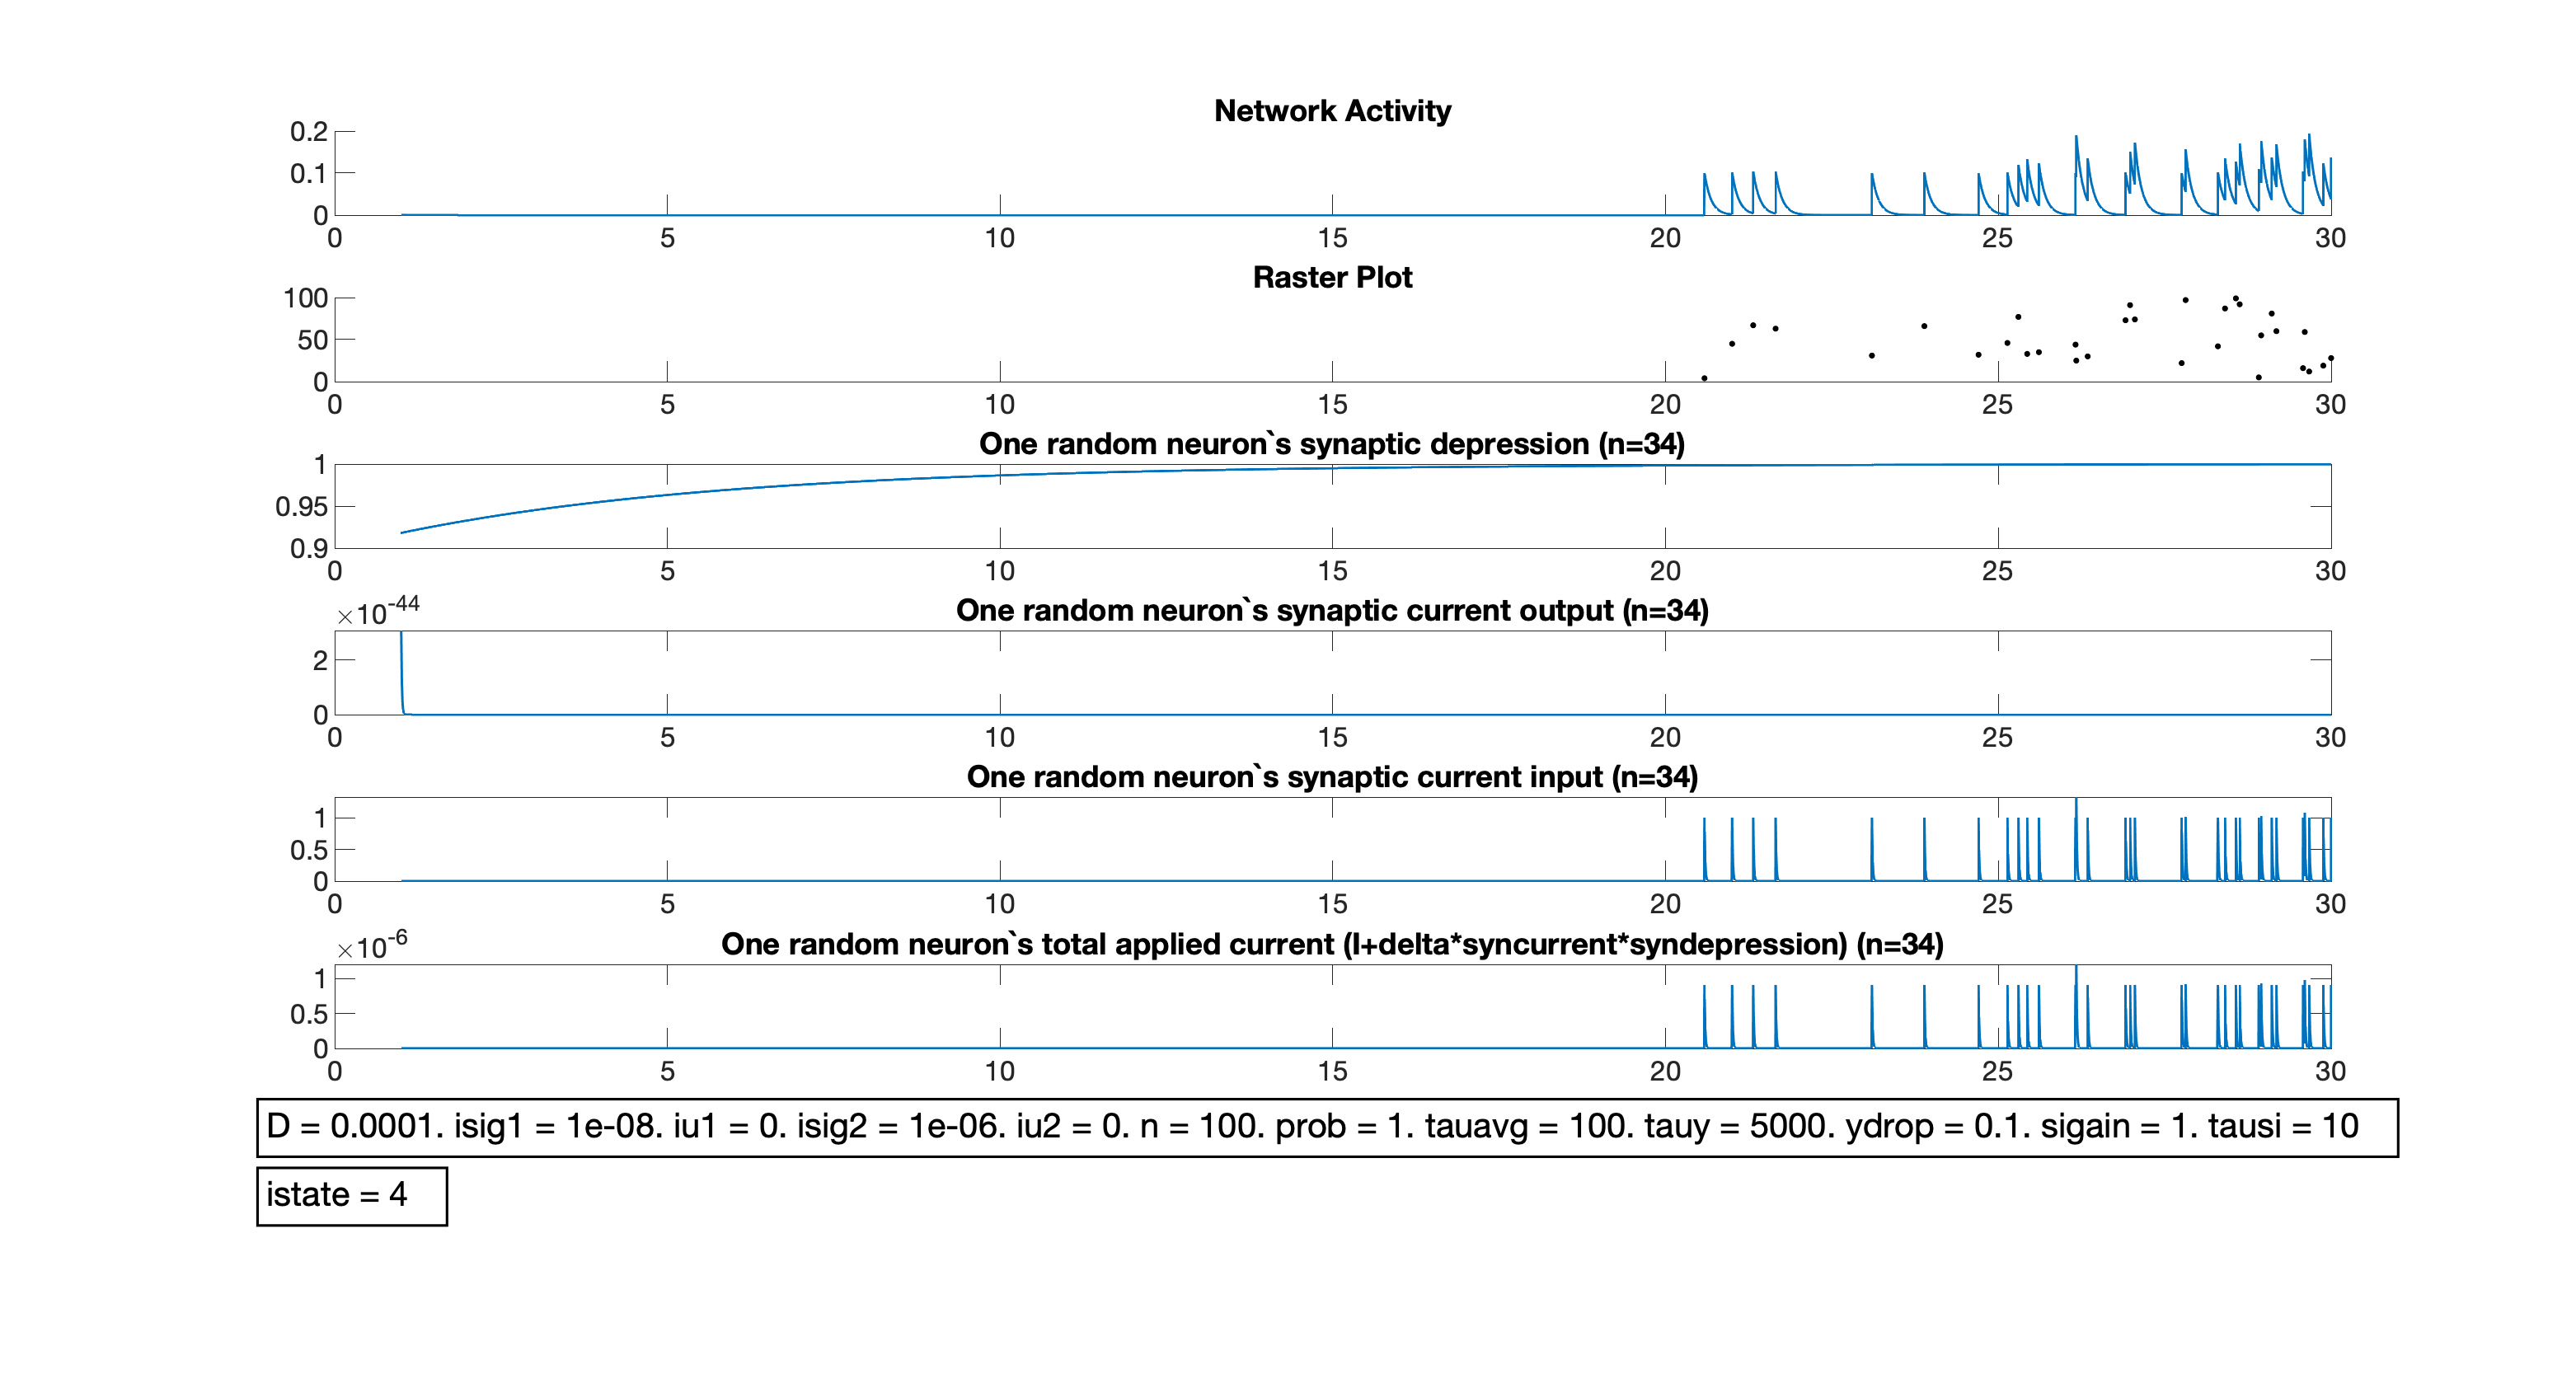 Network Activity
0.2
0.1
0
0 5 10 15 20 25 30
Raster Plot
100
50
0
0 5 10 15 20 25 30
One random neuron`s synaptic depression (n=34)
1
0.95
0.9
0 5 10 15 20 25 30
×10-44
One random neuron`s synaptic current output (n=34)
2
0
0 5 10 15 20 25 30
One random neuron`s synaptic current input (n=34)
1
0.5
0
0 5 10 15 20 25 30
×10-6
One random neuron`s total applied current (I+delta*syncurrent*syndepression) (n=34)
1
0.5
0
0 5 10 15 20 25 30
D = 0.0001. isig1 = 1e-08. iu1 = 0. isig2 = 1e-06. iu2 = 0. n = 100. prob = 1. tauavg = 100. tauy = 5000. ydrop = 0.1. sigain = 1. tausi = 10
istate = 4